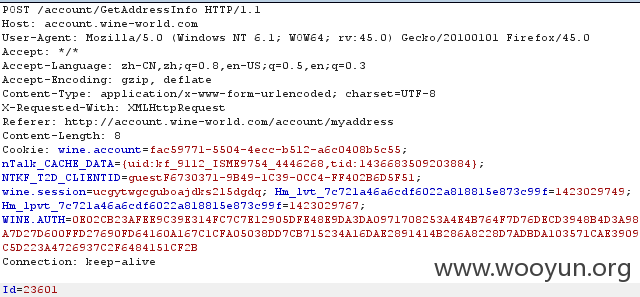 POST /account/GetAddressInfo HTTP/1.1
Host: account.wine-world.com
User-Agent: Mozilla/5.0 (Windows NT 6.1; WOW64; rv:45.0) Gecko/20100101 Firefox/45.0
Accept: */*
Accept-Language: zh-CN,zh;q=0.8,en-US;q=0.5,en;q=0.3
Accept-Encoding: gzip, deflate
Content-Type: application/x-www-form-urlencoded; charset=UTF-8
X-Requested-With: XMLHttpRequest
Referer: http://account.wine-world.com/account/myaddress
Content-Length: 8
Cookie: wine.account=fac59771-5504-4ecc-b512-a6c0408b5c55;
nTalk_CACHE_DATA={uid:kf_9112_ISME9754_4446268,tid:1436683509203884};
NTKF_T2D_CLIENTID=guestF6730371-9B49-1C39-0CC4-FF402B6D5F51;
wine.session=ucgytwgcguboajdks215dgdq; Hm_lvt_7c721a46a6cdf6022a818815e873c99f=1423029749;
Hm_lpvt_7c721a46a6cdf6022a818815e873c99f=1423029767;
WINE.AUTH=0E02CB23AFEE9C39E314FC7C7E12905DFE48E9DA3DA0971708253A4E4B764F7D76DECD3948B4D3A98
A7D27D600FFD27690FD64160A167C1CFA05038DD7CB715234A16DAE2891414B286A8228D7ADBDA103571CAE3909
C5D223A4726937C2F6484151CF2B
Connection: keep-alive
www.wooyun.org
Id=23601